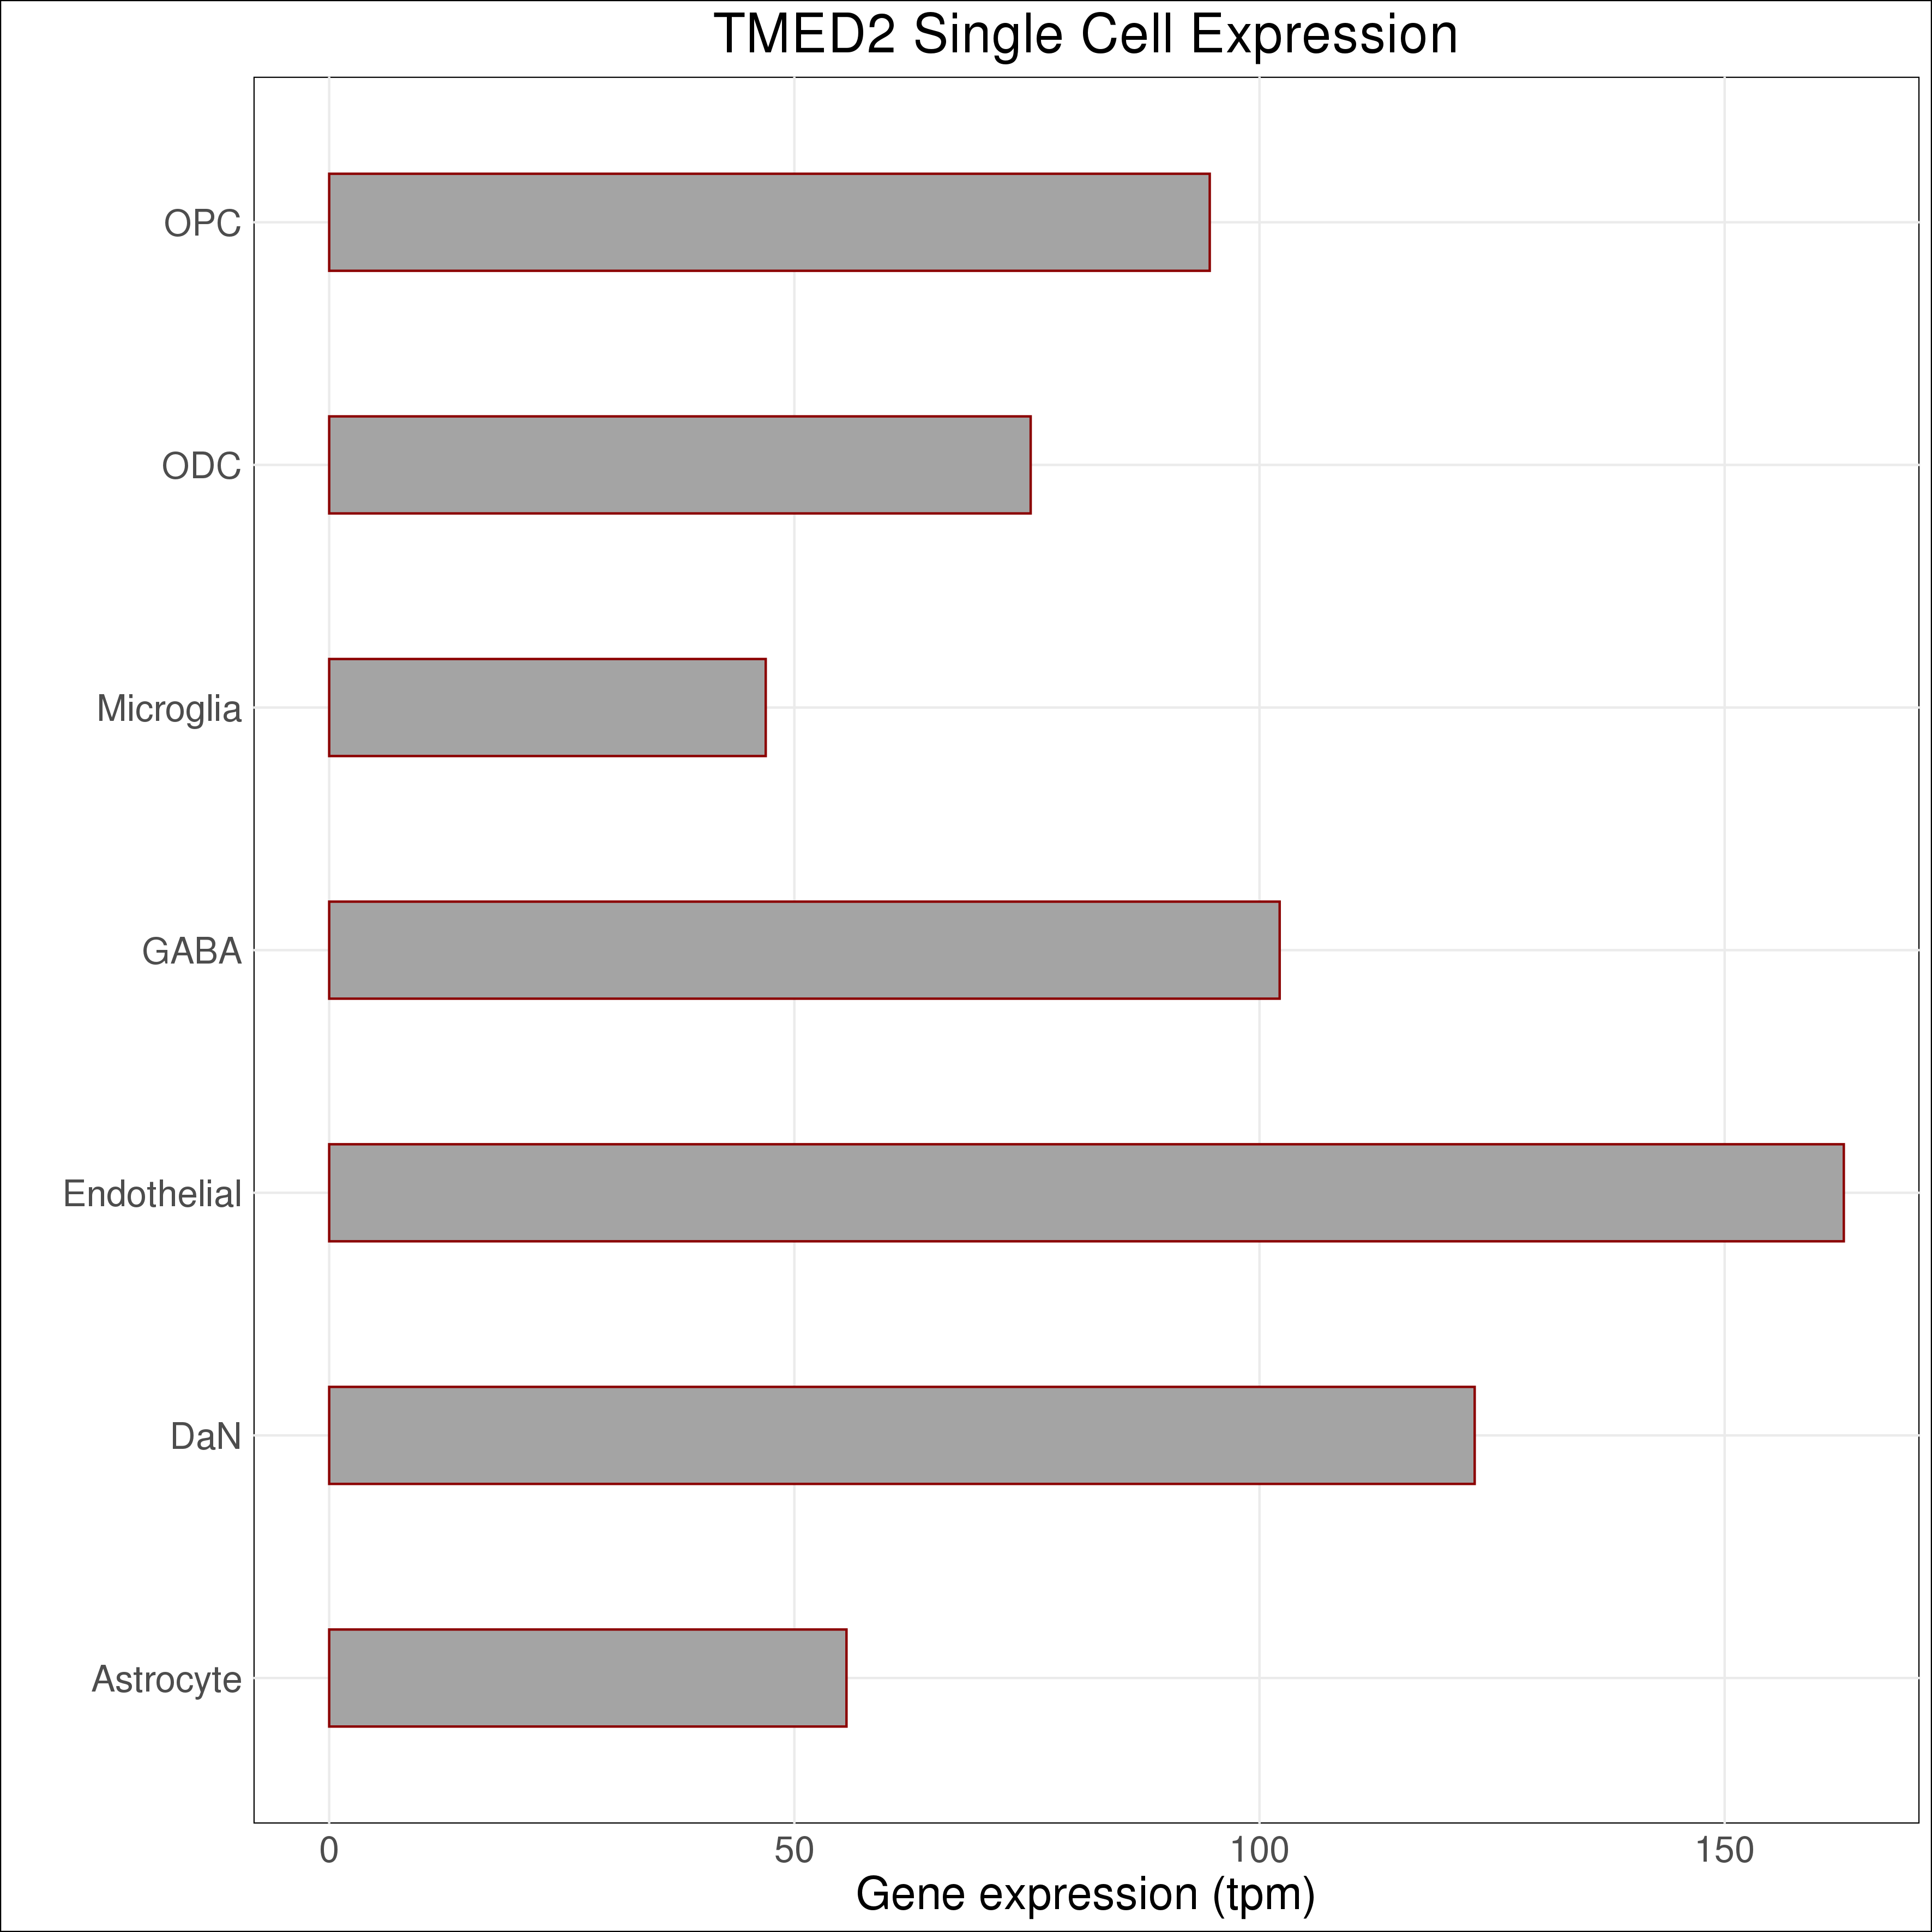 TMED2 Single Cell Expression
OPC
ODC
Microglia
GABA
Endothelial
DaN
Astrocyte
0 50 100 150
Gene expression (tpm)